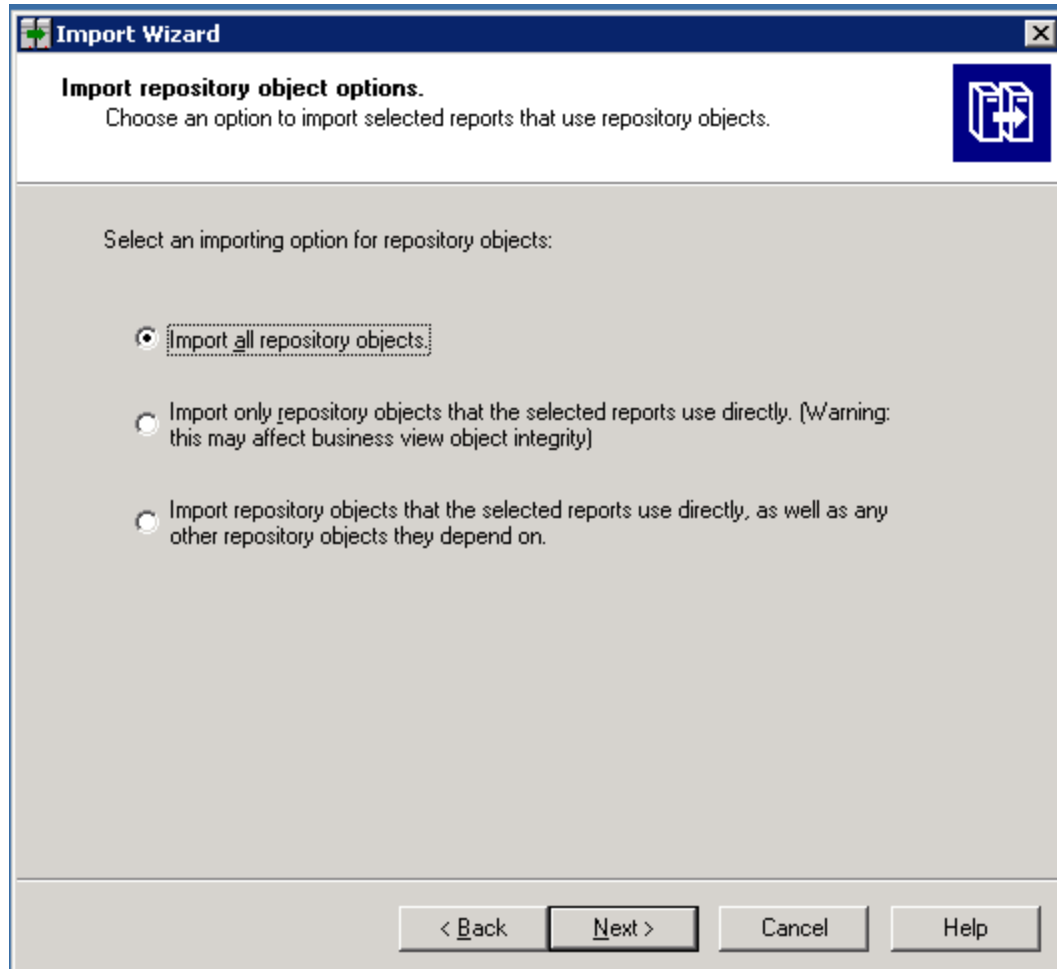 Import Wizard
Import repository object options.
Choose an option to import selected reports that use repository objects.
Select an importing option for repository objects:
Import all repository objects.
Import only repository objects that the selected reports use directly. (Warning:
this may affect business view object integrity)
Import repository objects that the selected reports use directly, as well as any
other repository objects they depend on.
< Back
Next >
Cancel
Help